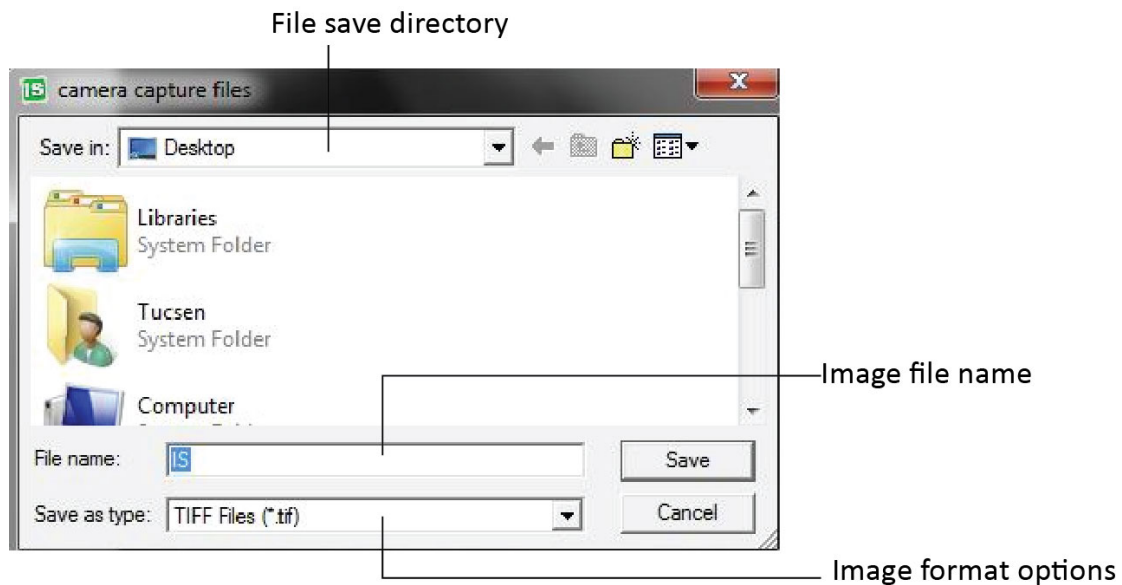 File save directory
IS camera capture files
X
Save in: Desktop
Libraries
System Folder
Tucsen
System Folder
Image file name
Computer
File name: IS
Save
Save as type: TIFF Files (*.tif)
Cancel
Image format options